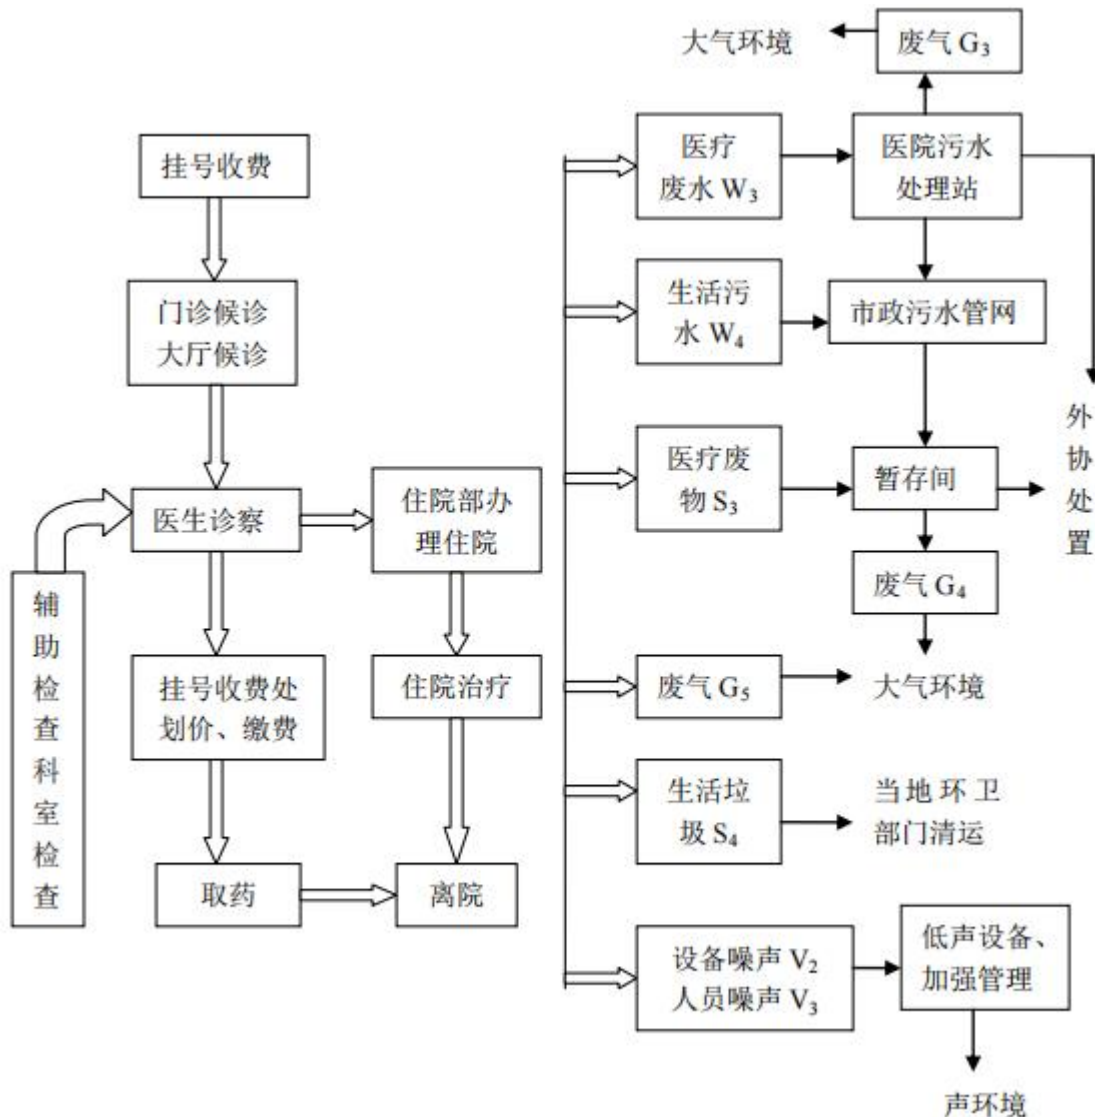 挂号收费
门诊候诊
大厅候诊
医生诊察
辅助检查科室检查
住院部办
理住院
挂号收费处
划价、缴费
住院治疗
取药
离院
大气环境
废气 G₃
医疗
废水 W₃
医院污水
处理站
生活污
水 W₄
市政污水管网
外协处置
医疗废
物 S₃
暂存间
废气 G₄
废气 G₅
大气环境
生活垃
圾 S₄
当地环卫
部门清运
设备噪声 V₂
人员噪声 V₃
低声设备、
加强管理
声环境